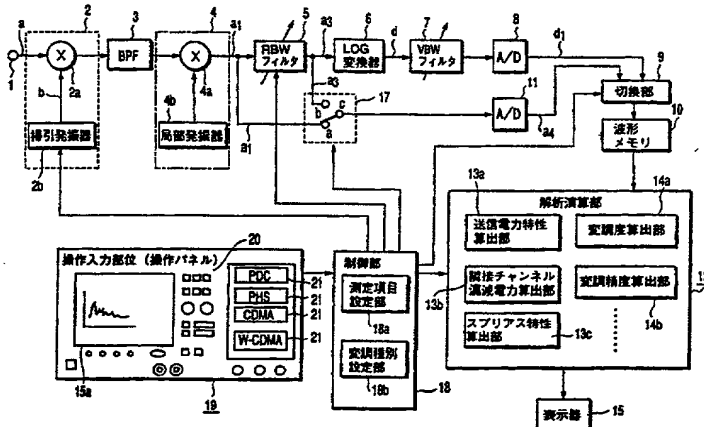 2
3
4
5
6
7
8
a
1
X
2a
b
BPF
X
4a
a1
RBW
フィルタ
a3
LOG
変換器
d
VBW
フィルタ
A/D
d1
9
切換部
掃引発振器
2b
4b
局部発振器
a3
b
c
a
17
a1
11
A/D
a4
10
波形
メモリ
解析演算部
13a
送信電力特性
算出部
14a
変調度算出部
隣接チャンネル
漏減電力算出部
13b
変調精度算出部
14b
スプリアス特性
算出部
13c
操作入力部位 (操作パネル)
20
PDC
21
PHS
21
CDMA
21
W-CDMA
21
15a
19
制御部
測定項目
設定部
18a
変調種別
設定部
18b
18
表示器
15